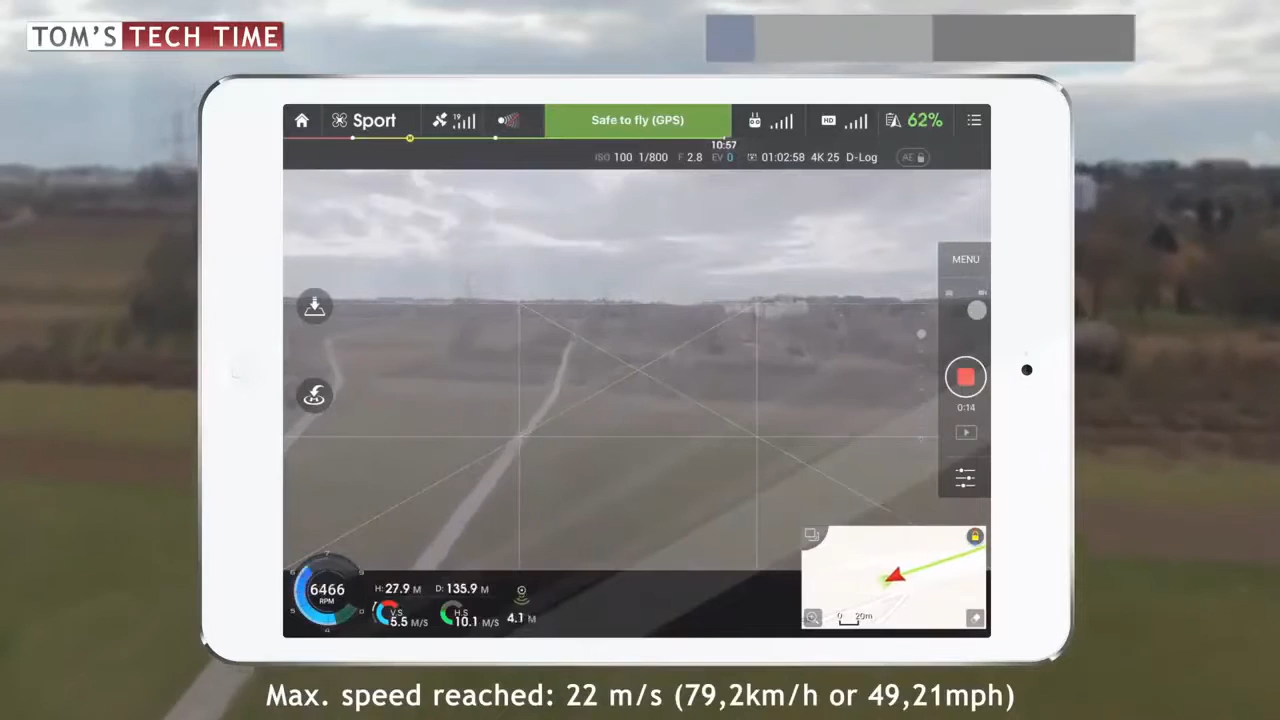 TOM'S TECH TIME
Sport
19
Safe to fly (GPS)
HD
62%
10:57
ISO 100 1/800 F 2.8 EV 0 01:02:58 4K 25 D-Log AE
MENU
0:14
6466
RPM
H: 27.9 M D: 135.9 M
V.S
5.5 M/S
H.S
10.1 M/S
4.1 M
0 20m
Max. speed reached: 22 m/s (79,2km/h or 49,21mph)